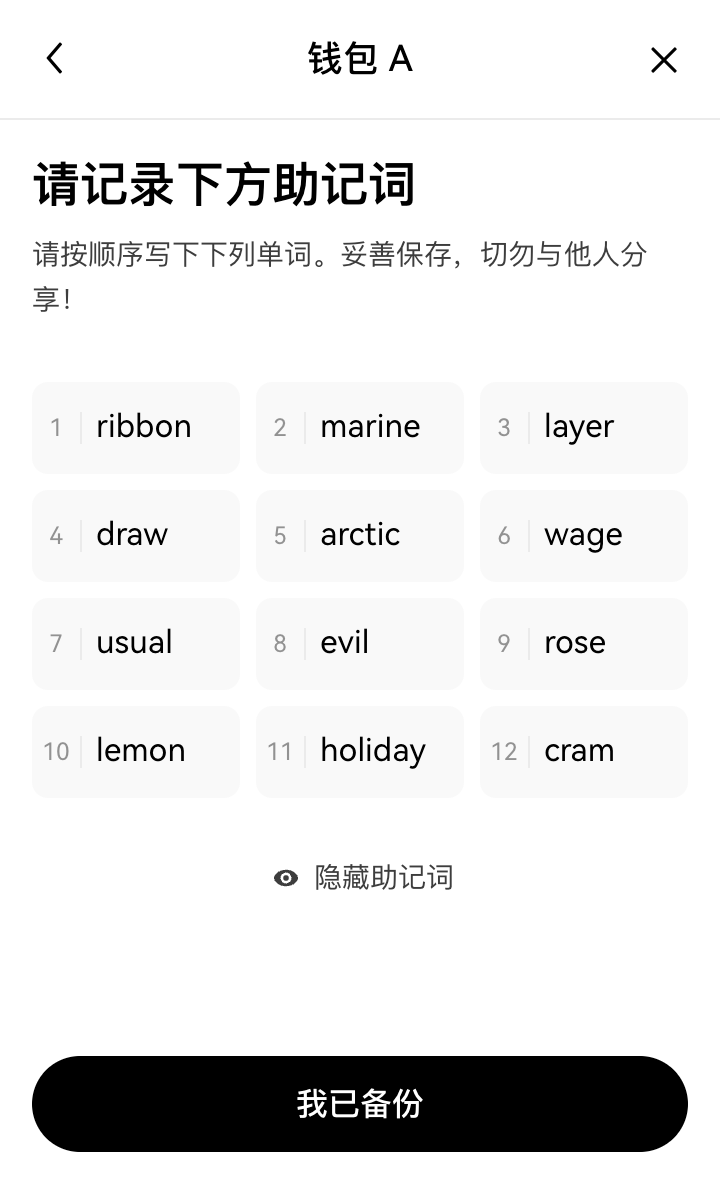 钱包 A
请记录下方助记词
请按顺序写下下列单词。妥善保存，切勿与他人分
享！
1 ribbon
2 marine
3 layer
4 draw
5 arctic
6 wage
7 usual
8 evil
9 rose
10 lemon
11 holiday
12 cram
隐藏助记词
我已备份